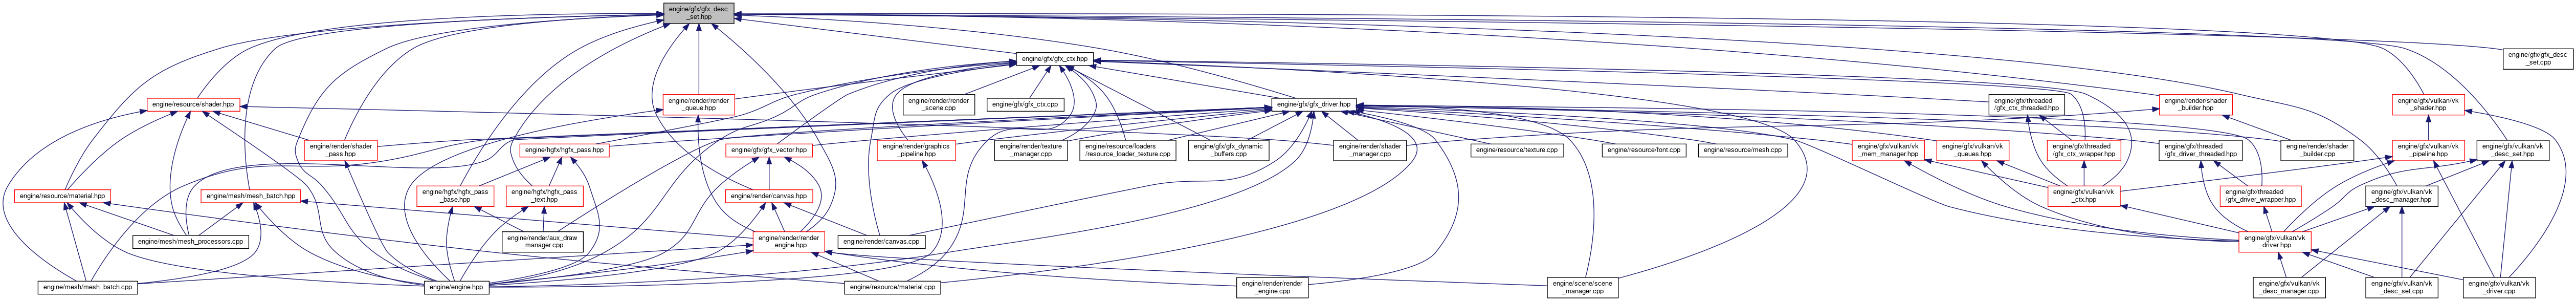 engine/gfx/gfx_desc
_set.hpp
engine/gfx/gfx_ctx.hpp
engine/gfx/gfx_desc
_set.cpp
engine/resource/shader.hpp
engine/render/render
_queue.hpp
engine/render/render
_scene.cpp
engine/gfx/gfx_ctx.cpp
engine/gfx/gfx_driver.hpp
engine/gfx/threaded
/gfx_ctx_threaded.hpp
engine/render/shader
_builder.hpp
engine/gfx/vulkan/vk
_shader.hpp
engine/render/shader
_pass.hpp
engine/hgfx/hgfx_pass.hpp
engine/gfx/gfx_vector.hpp
engine/render/graphics
_pipeline.hpp
engine/render/texture
_manager.cpp
engine/resource/loaders
/resource_loader_texture.cpp
engine/gfx/gfx_dynamic
_buffers.cpp
engine/render/shader
_manager.cpp
engine/resource/texture.cpp
engine/resource/font.cpp
engine/resource/mesh.cpp
engine/gfx/vulkan/vk
_mem_manager.hpp
engine/gfx/vulkan/vk
_queues.hpp
engine/gfx/threaded
/gfx_ctx_wrapper.hpp
engine/gfx/threaded
/gfx_driver_threaded.hpp
engine/render/shader
_builder.cpp
engine/gfx/vulkan/vk
_pipeline.hpp
engine/gfx/vulkan/vk
_desc_set.hpp
engine/resource/material.hpp
engine/mesh/mesh_batch.hpp
engine/hgfx/hgfx_pass
_base.hpp
engine/hgfx/hgfx_pass
_text.hpp
engine/render/canvas.hpp
engine/gfx/vulkan/vk
_ctx.hpp
engine/gfx/threaded
/gfx_driver_wrapper.hpp
engine/gfx/vulkan/vk
_desc_manager.hpp
engine/mesh/mesh_processors.cpp
engine/render/aux_draw
_manager.cpp
engine/render/render
_engine.hpp
engine/render/canvas.cpp
engine/gfx/vulkan/vk
_driver.hpp
engine/mesh/mesh_batch.cpp
engine/engine.hpp
engine/resource/material.cpp
engine/render/render
_engine.cpp
engine/scene/scene
_manager.cpp
engine/gfx/vulkan/vk
_desc_manager.cpp
engine/gfx/vulkan/vk
_desc_set.cpp
engine/gfx/vulkan/vk
_driver.cpp